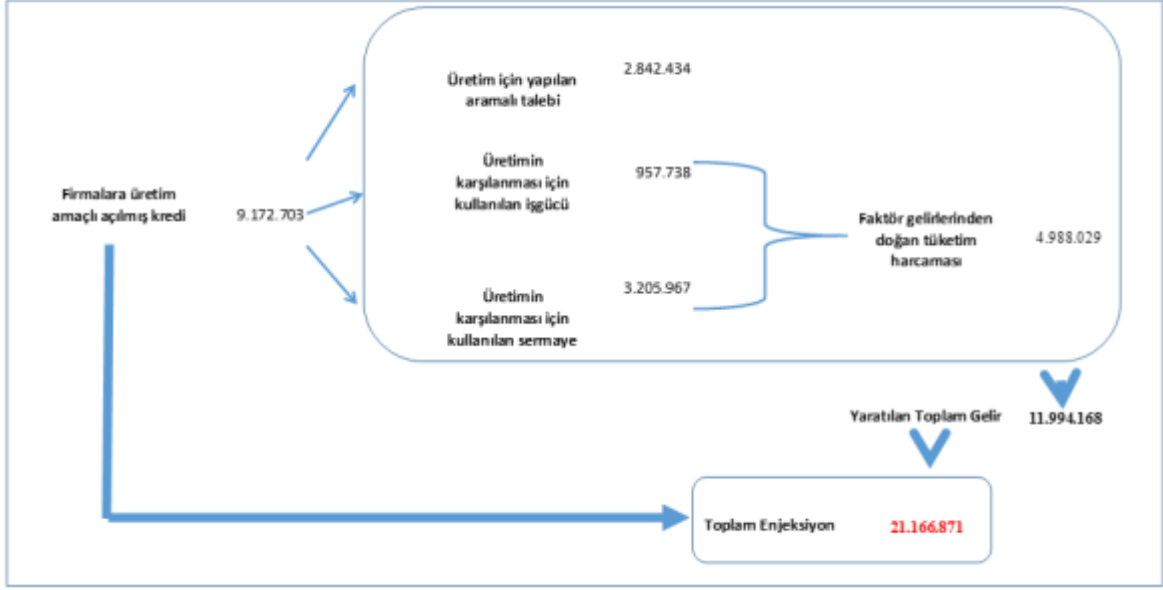 Firmalara üretim
amaçlı açılmış kredi
9.172.703
Üretim için yapılan
aramalı talebi
2.842.434
Üretimin
karşılanması için
kullanılan işgücü
957.738
Üretimin
karşılanması için
kullanılan sermaye
3.205.967
Faktör gelirlerinden
doğan tüketim
harcaması
4.988.029
Yaratılan Toplam Gelir
11.994.168
Toplam Enjeksiyon
21.166.871